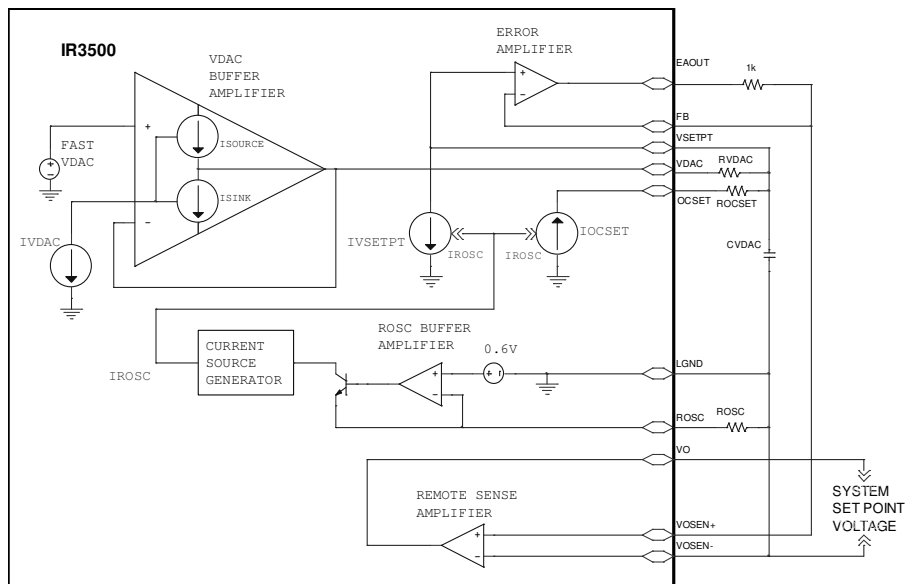 IR3500
VDAC
BUFFER
AMPLIFIER
ERROR
AMPLIFIER
EAOUT
1k
+
-
ISOURCE
FAST
VDAC
+
-
+
-
FB
VSETPT
VDAC
RVDAC
ISINK
OCSET
ROCSET
IVDAC
IVSETPT
IROSC
IROSC
IOCSET
CVDAC
CURRENT
SOURCE
GENERATOR
IROSC
ROSC BUFFER
AMPLIFIER
0.6V
+
-
LGND
ROSC
ROSC
VO
REMOTE SENSE
AMPLIFIER
+
-
VOSEN+
VOSEN-
SYSTEM
SET POINT
VOLTAGE